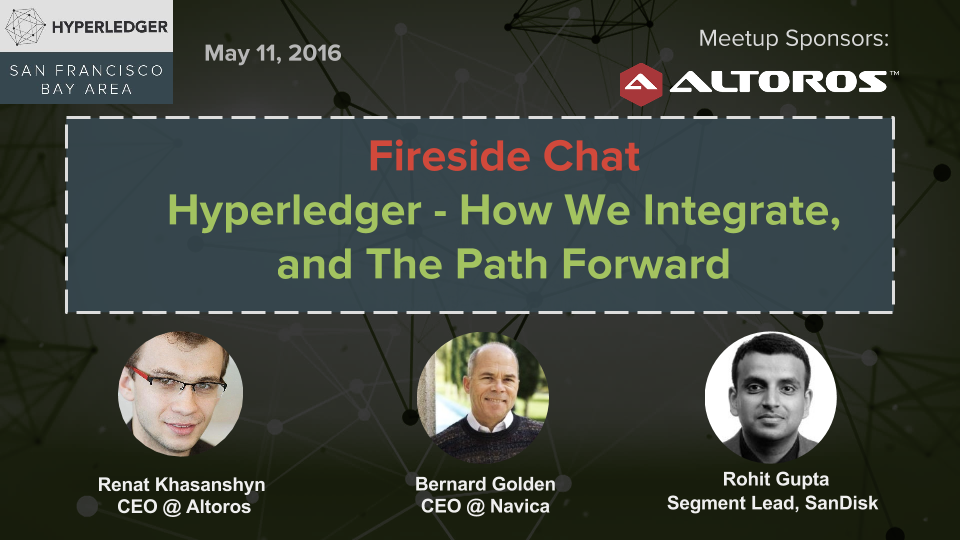 HYPERLEDGER
SAN FRANCISCO
BAY AREA
May 11, 2016
Meetup Sponsors:
ALTOROS™
Fireside Chat
Hyperledger - How We Integrate,
and The Path Forward
Renat Khasanshyn
CEO @ Altoros
Bernard Golden
CEO @ Navica
Rohit Gupta
Segment Lead, SanDisk